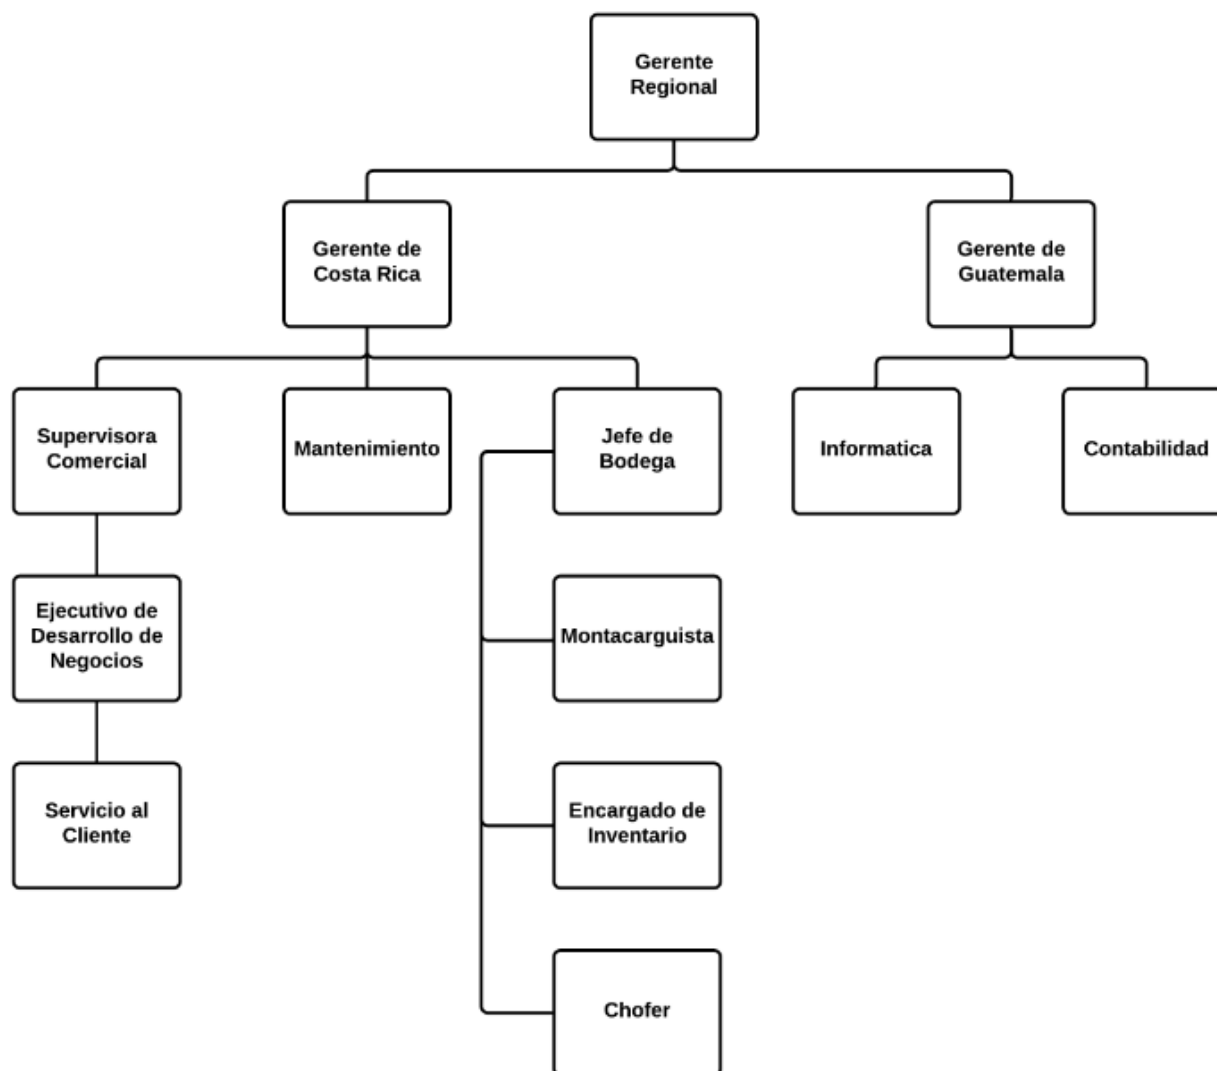 Gerente
Regional
Gerente de
Costa Rica
Gerente de
Guatemala
Supervisora
Comercial
Mantenimiento
Jefe de
Bodega
Informatica
Contabilidad
Ejecutivo de
Desarrollo de
Negocios
Montacarguista
Servicio al
Cliente
Encargado de
Inventario
Chofer